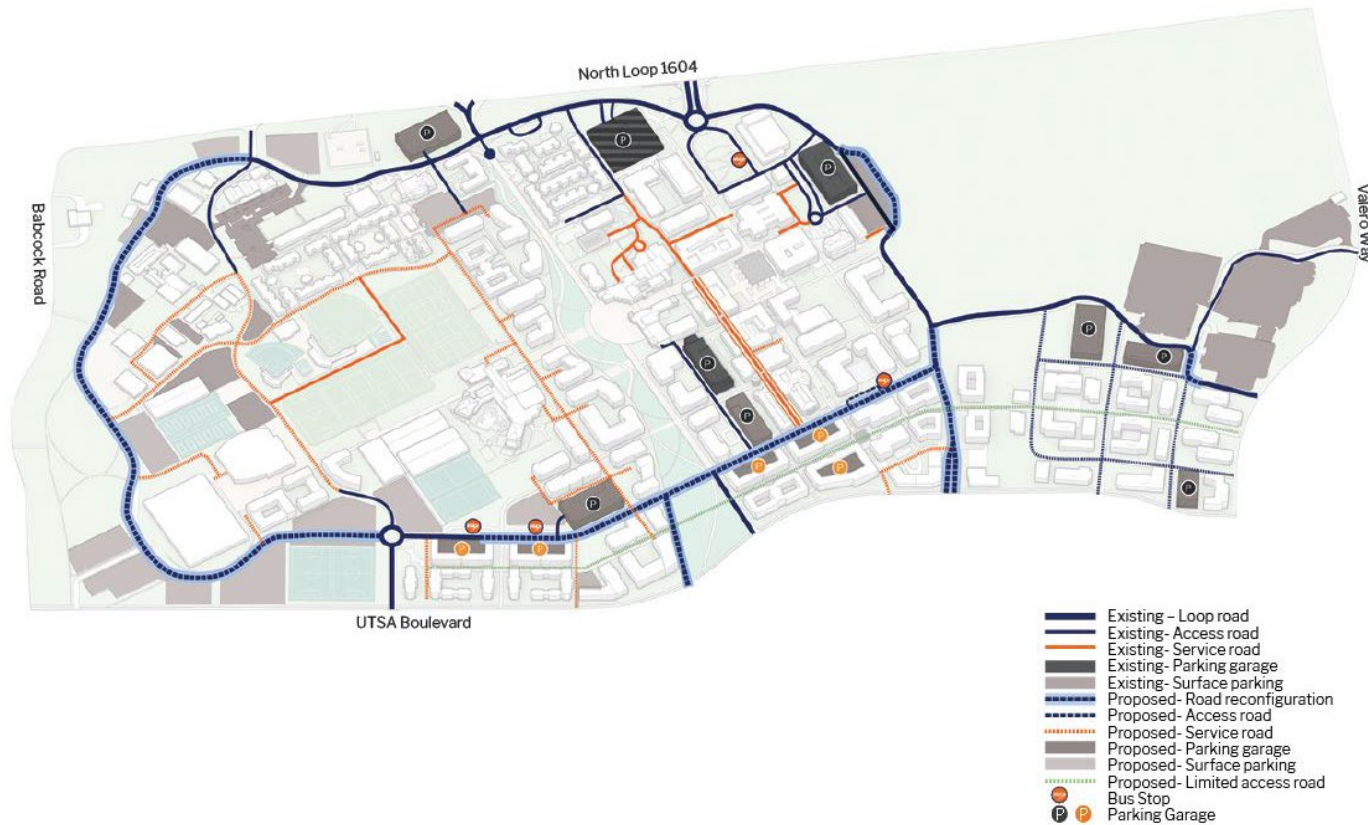 North Loop 1604
P
P
P
Babcock Road
Valero Way
P
P
P
P
P
P
P
P
P
P
P
UTSA Boulevard
Existing – Loop road
Existing- Access road
Existing- Service road
Existing- Parking garage
Existing- Surface parking
Proposed- Road reconfiguration
Proposed- Access road
Proposed- Service road
Proposed- Parking garage
Proposed- Surface parking
Proposed- Limited access road
Bus Stop
P P Parking Garage